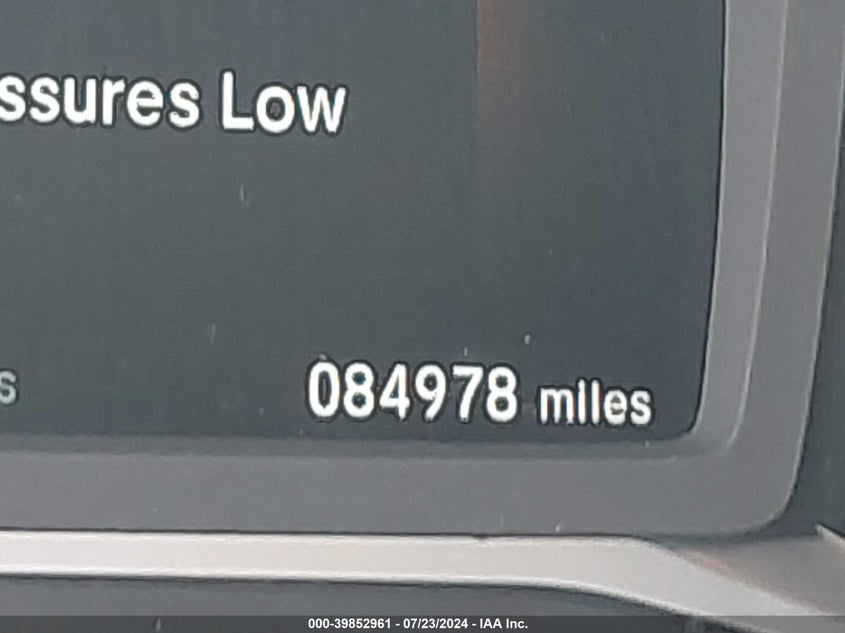 ssures Low
s
084978 miles
000-39852961 - 07/23/2024 - IAA Inc.